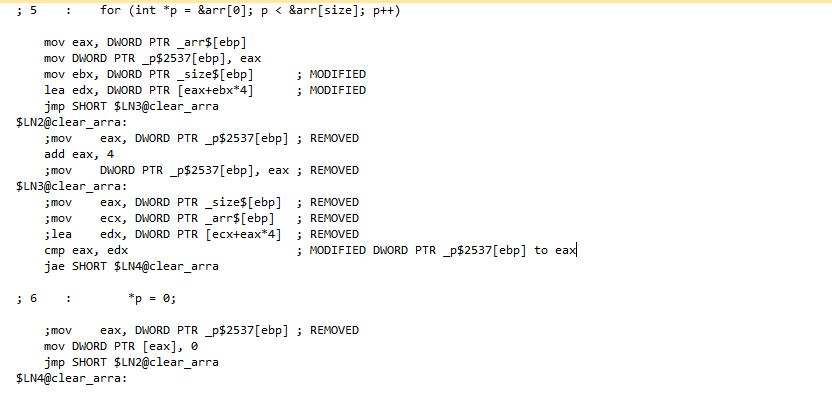 ; 5    :    for (int *p = &arr[0]; p < &arr[size]; p++)
    mov eax, DWORD PTR _arr$[ebp]
    mov DWORD PTR _p$2537[ebp], eax
    mov ebx, DWORD PTR _size$[ebp]      ; MODIFIED
    lea edx, DWORD PTR [eax+ebx*4]      ; MODIFIED
    jmp SHORT $LN3@clear_arra
$LN2@clear_arra:
    ;mov    eax, DWORD PTR _p$2537[ebp] ; REMOVED
    add eax, 4
    ;mov    DWORD PTR _p$2537[ebp], eax ; REMOVED
$LN3@clear_arra:
    ;mov    eax, DWORD PTR _size$[ebp]  ; REMOVED
    ;mov    ecx, DWORD PTR _arr$[ebp]   ; REMOVED
    ;lea    edx, DWORD PTR [ecx+eax*4]  ; REMOVED
    cmp eax, edx                        ; MODIFIED DWORD PTR _p$2537[ebp] to eax
    jae SHORT $LN4@clear_arra
; 6    :        *p = 0;
    ;mov    eax, DWORD PTR _p$2537[ebp] ; REMOVED
    mov DWORD PTR [eax], 0
    jmp SHORT $LN2@clear_arra
$LN4@clear_arra: